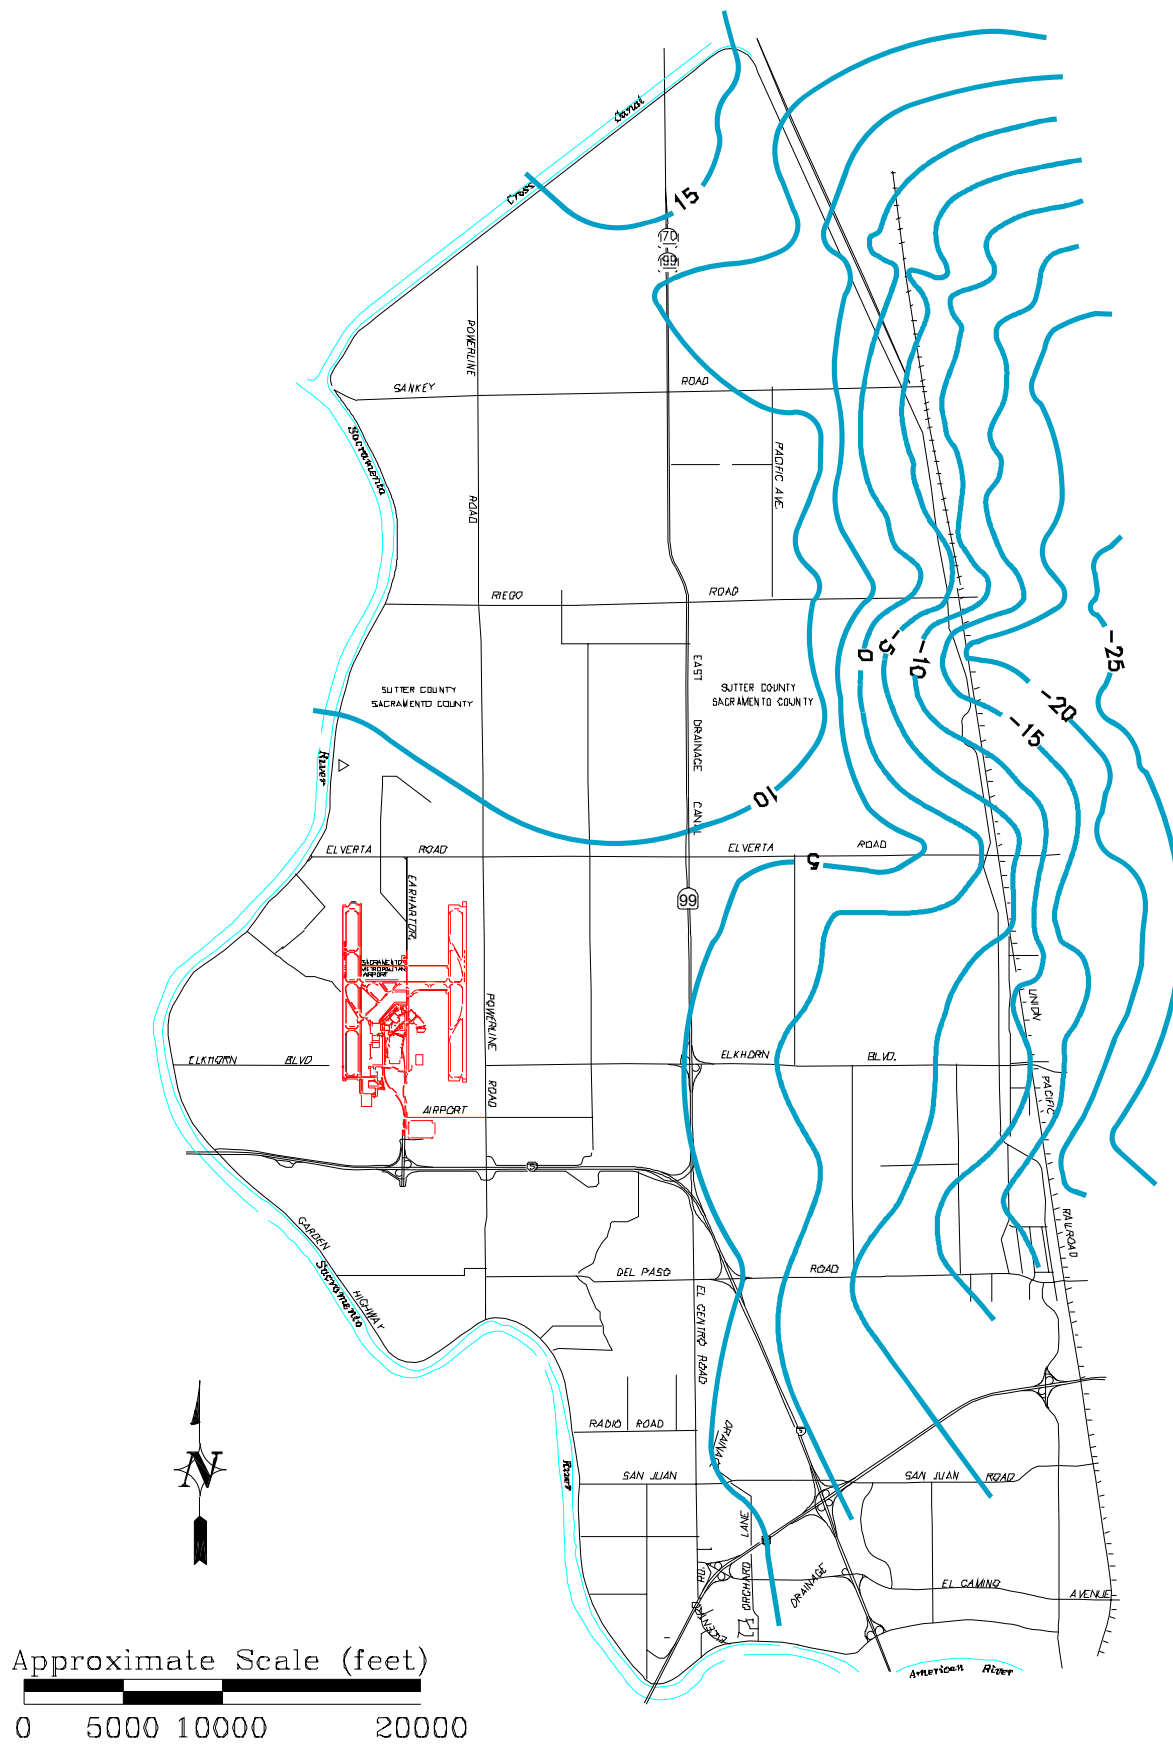 Canal
Cross
15
70
99
POWERLINE
SANKEY
ROAD
Sacramento
PACIFIC AVE.
ROAD
RIEGO
ROAD
-5
0
-10
-25
EAST
SUTTER COUNTY
SACRAMENTO COUNTY
SUTTER COUNTY
SACRAMENTO COUNTY
-20
-15
DRAINAGE
River
10
CANAL
ELVERTA
ROAD
ELVERTA
ROAD
5
EARHART DR.
99
SACRAMENTO
METROPOLITAN
AIRPORT
POWERLINE
UNION
ELKHORN
BLVD
ELKHORN
BLVD.
ROAD
PACIFIC
AIRPORT
5
GARDEN
RAILROAD
Sacramento
DEL PASO
ROAD
HIGHWAY
EL CENTRO ROAD
N
RADIO ROAD
DRAINAGE
5
River
SAN JUAN
SAN JUAN ROAD
LANE
ORCHARD
RD.
DRAINAGE
EL CAMINO
AVENUE
American River
Approximate Scale (feet)
0 5000 10000 20000